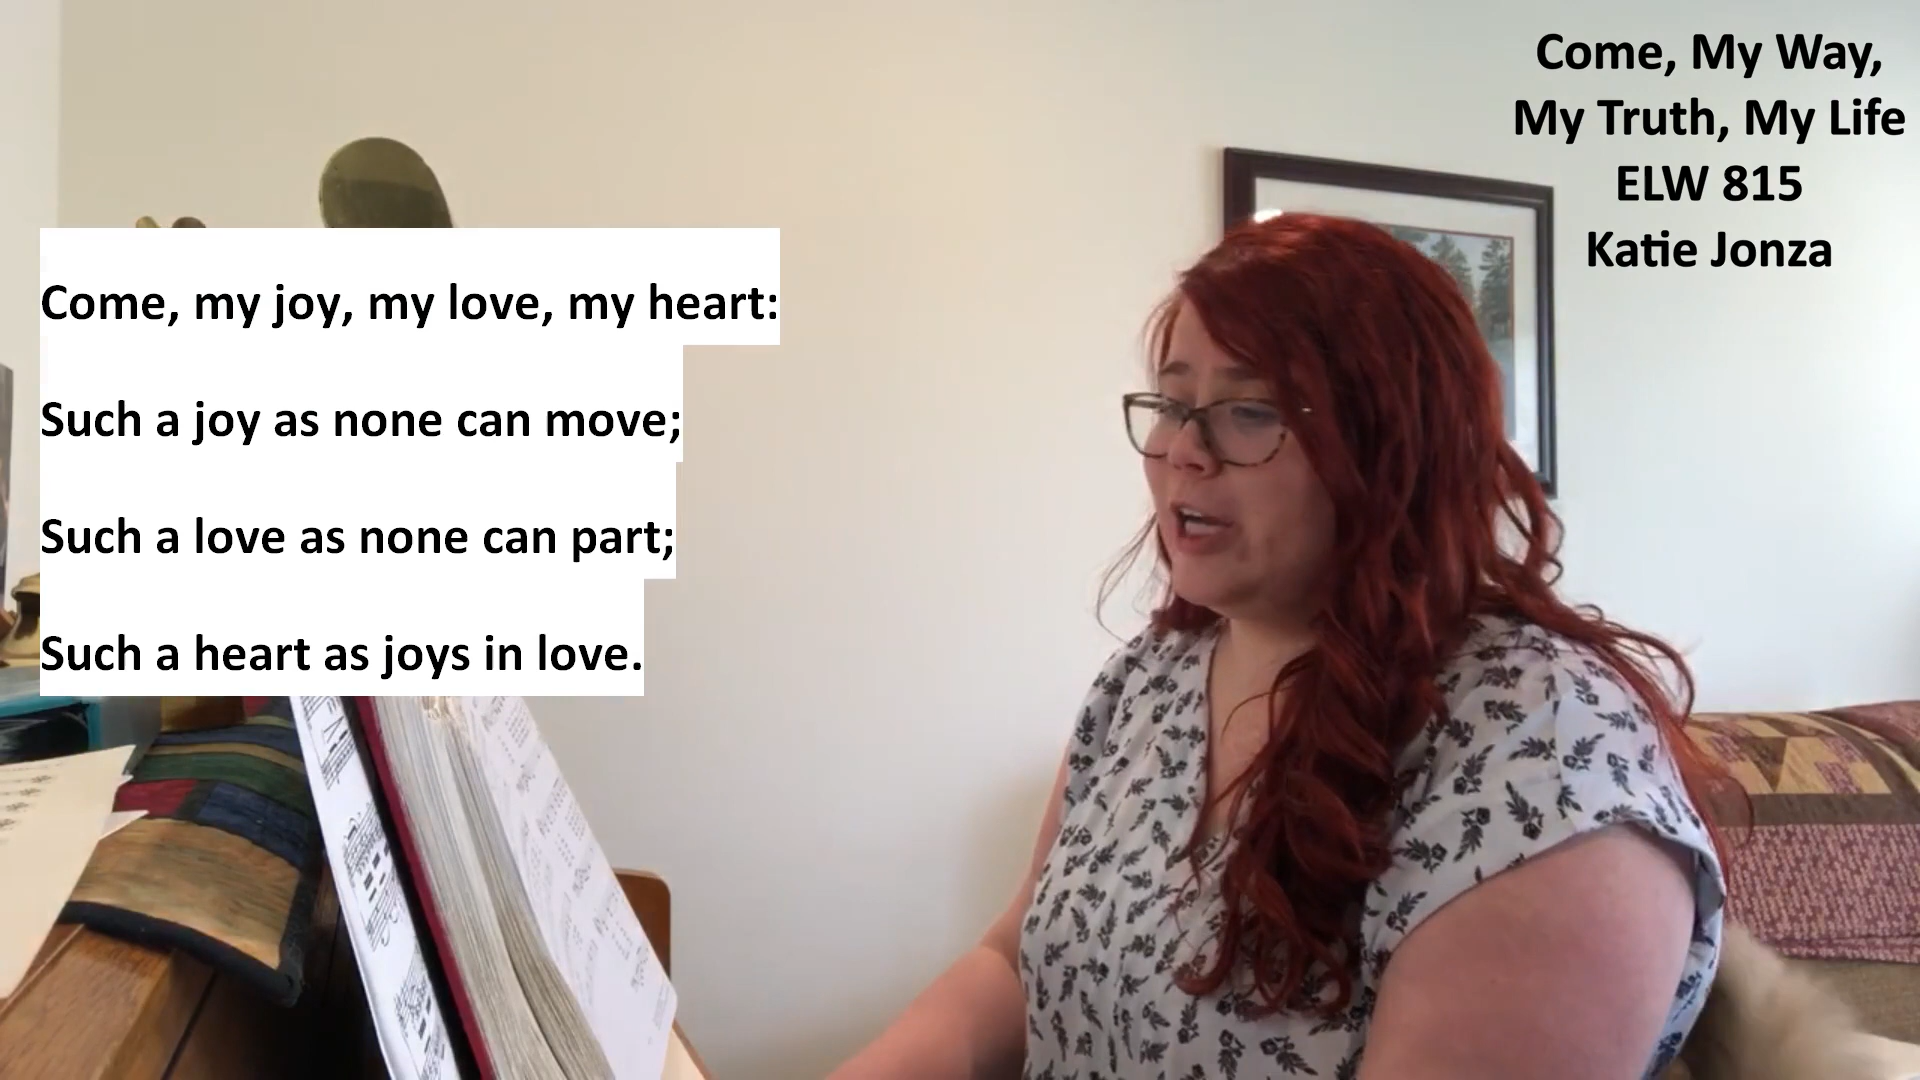 Come, My Way,
My Truth, My Life
ELW 815
Katie Jonza
Come, my joy, my love, my heart:
Such a joy as none can move;
Such a love as none can part;
Such a heart as joys in love.